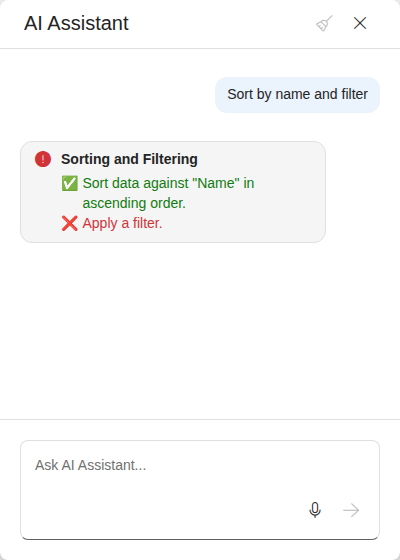 AI Assistant
Sort by name and filter
Sorting and Filtering
✅ Sort data against "Name" in
ascending order.
❌ Apply a filter.
Ask AI Assistant...